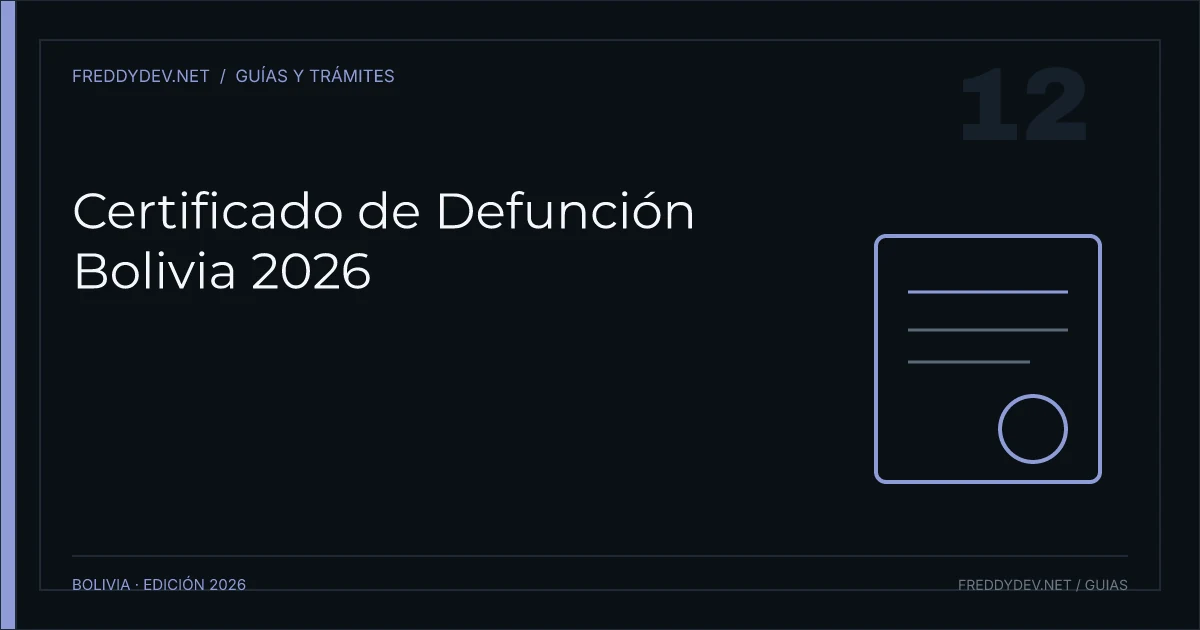 FREDDYDEV.NET / GUÍAS Y TRÁMITES
12
Certificado de Defunción
Bolivia 2026
BOLIVIA · EDICIÓN 2026
FREDDYDEV.NET / GUIAS